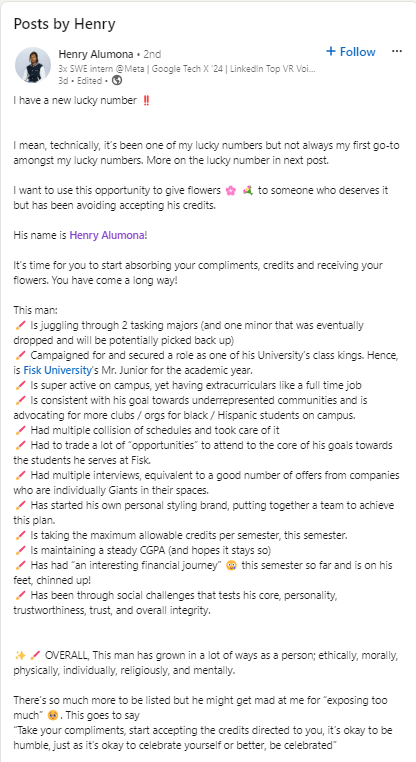 Posts by Henry
Henry Alumona • 2nd
+ Follow ...
3x SWE intern @Meta | Google Tech X '24 | LinkedIn Top VR Voi...
3d • Edited •
I have a new lucky number ‼️
I mean, technically, it's been one of my lucky numbers but not always my first go-to
amongst my lucky numbers. More on the lucky number in next post.
I want to use this opportunity to give flowers 🌸 💐 to someone who deserves it
but has been avoiding accepting his credits.
His name is Henry Alumona!
It's time for you to start absorbing your compliments, credits and receiving your
flowers. You have come a long way!
This man:
🖍️ Is juggling through 2 tasking majors (and one minor that was eventually
dropped and will be potentially picked back up)
🖍️ Campaigned for and secured a role as one of his University's class kings. Hence,
is Fisk University's Mr. Junior for the academic year.
🖍️ Is super active on campus, yet having extracurriculars like a full time job
🖍️ Is consistent with his goal towards underrepresented communities and is
advocating for more clubs / orgs for black / Hispanic students on campus.
🖍️ Had multiple collision of schedules and took care of it
🖍️ Had to trade a lot of "opportunities" to attend to the core of his goals towards
the students he serves at Fisk.
🖍️ Had multiple interviews, equivalent to a good number of offers from companies
who are individually Giants in their spaces.
🖍️ Has started his own personal styling brand, putting together a team to achieve
this plan.
🖍️ Is taking the maximum allowable credits per semester, this semester.
🖍️ Is maintaining a steady CGPA (and hopes it stays so)
🖍️ Has had "an interesting financial journey" 😬 this semester so far and is on his
feet, chinned up!
🖍️ Has been through social challenges that tests his core, personality,
trustworthiness, trust, and overall integrity.
✨ 🖍️ OVERALL, This man has grown in a lot of ways as a person; ethically, morally,
physically, individually, religiously, and mentally.
There's so much more to be listed but he might get mad at me for "exposing too
much" 😡. This goes to say
"Take your compliments, start accepting the credits directed to you, it's okay to be
humble, just as it's okay to celebrate yourself or better, be celebrated"